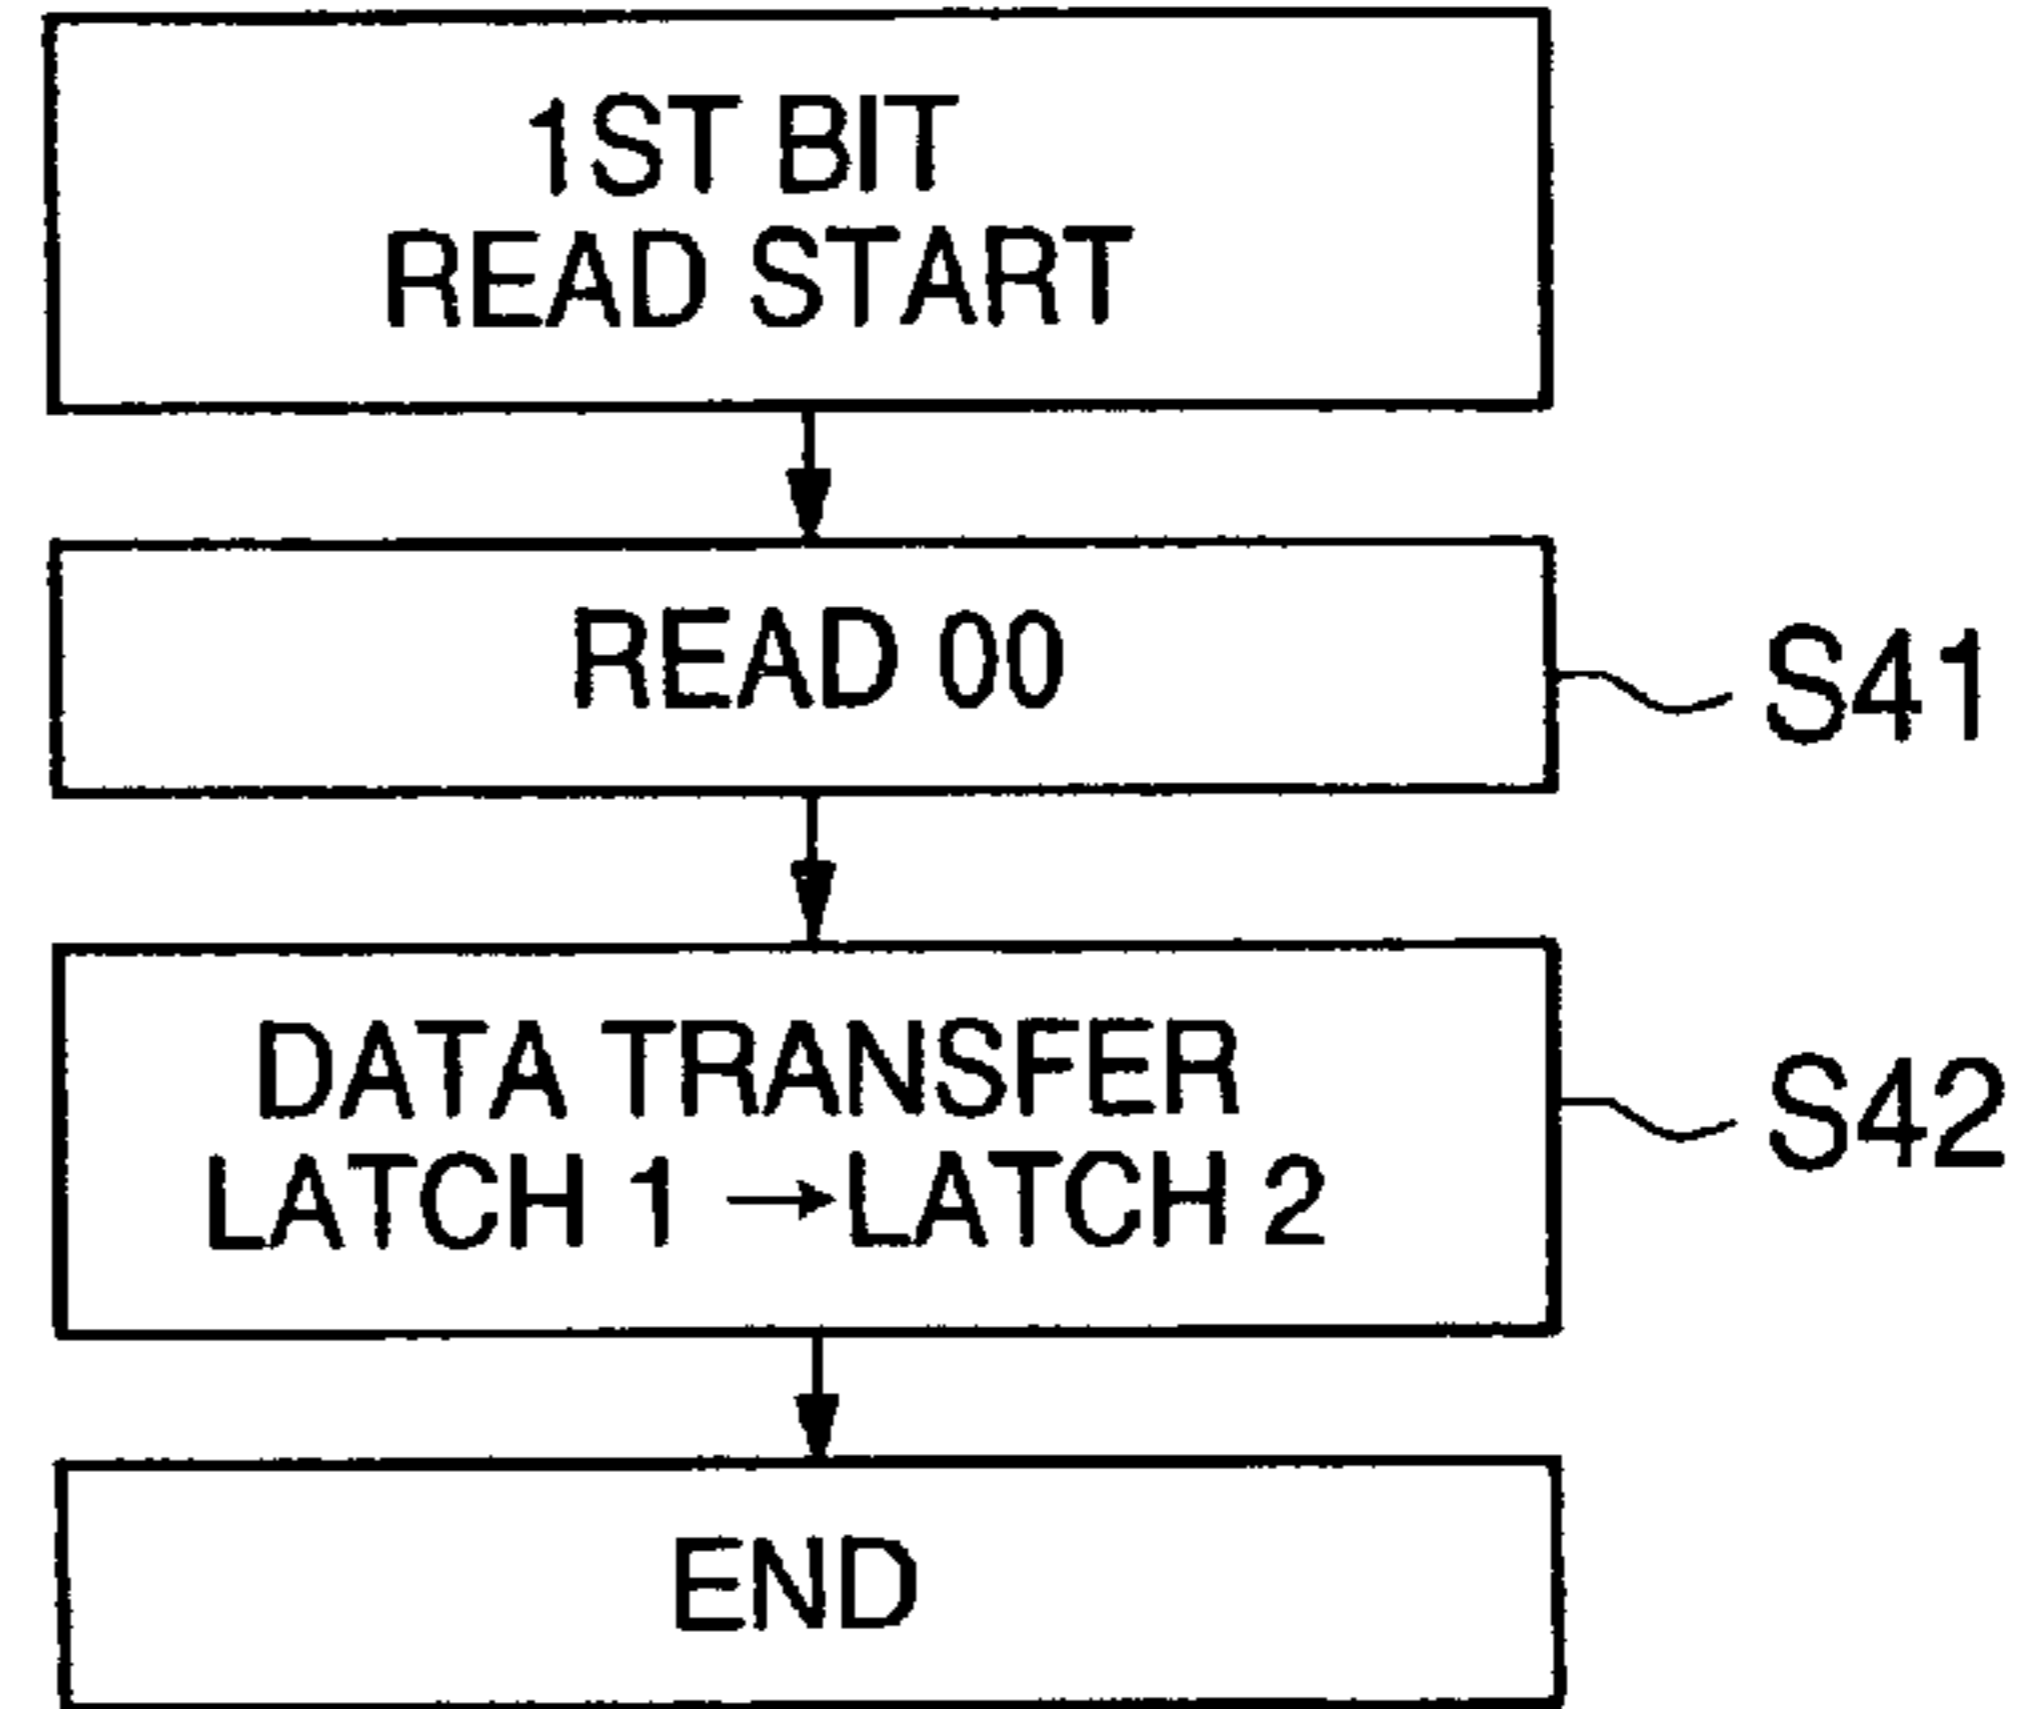 1ST BIT
READ START
READ 00
S41
DATA TRANSFER
LATCH 1 → LATCH 2
S42
END